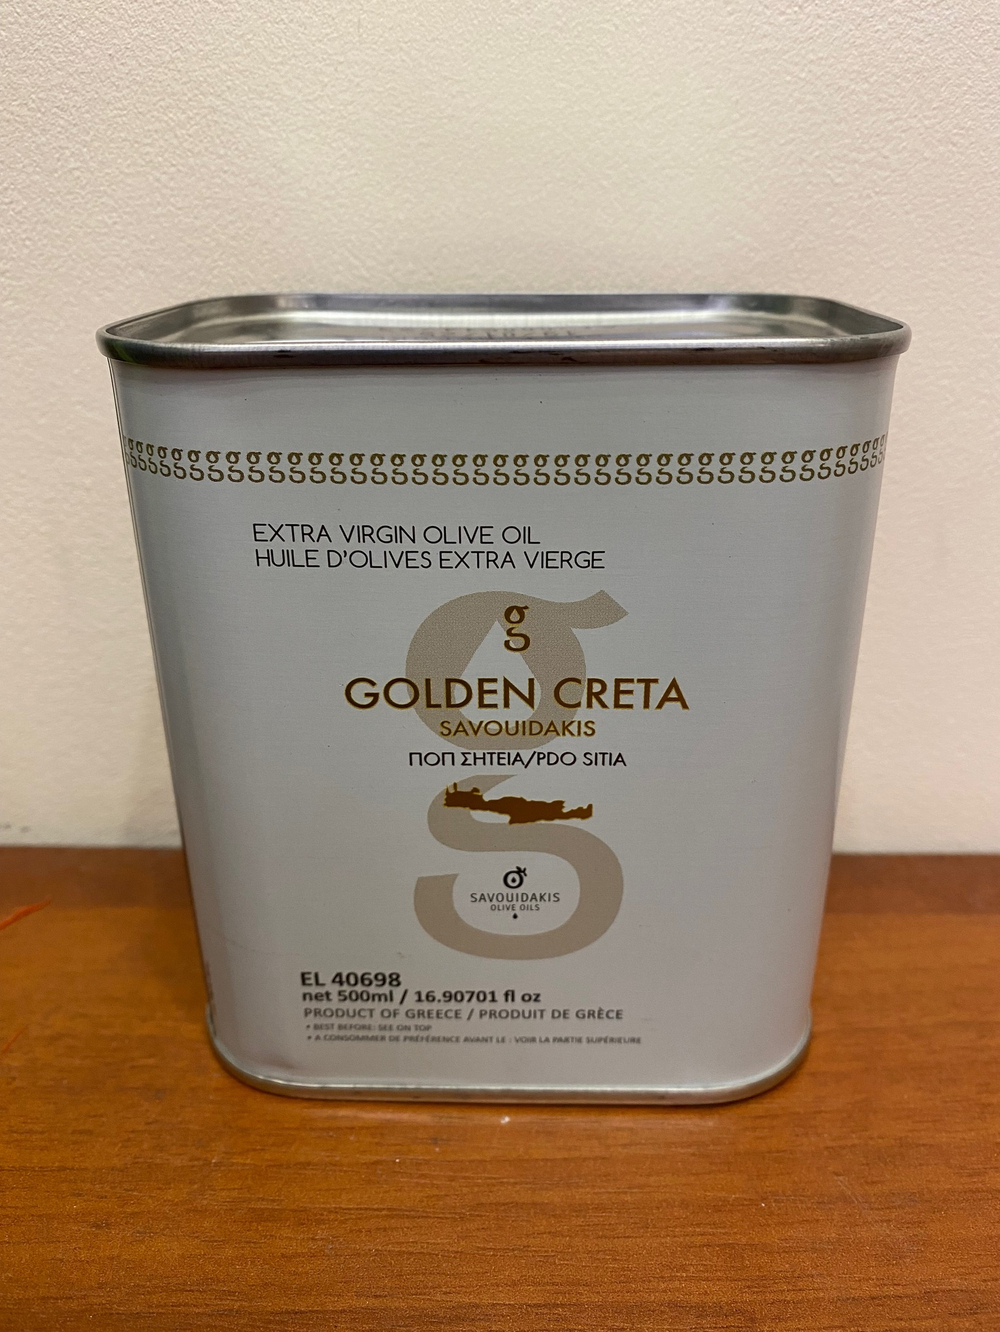 EXTRA VIRGIN OLIVE OIL
HUILE D'OLIVES EXTRA VIERGE
g
GOLDEN CRETA
SAVOUIDAKIS
ΠΟΠ ΣΗΤΕΙΑ/PDO SITIA
SAVOUIDAKIS
OLIVE OILS
EL 40698
net 500ml / 16.90701 fl oz
PRODUCT OF GREECE / PRODUIT DE GRÈCE
• BEST BEFORE: SEE ON TOP
• A CONSOMMER DE PRÉFÉRENCE AVANT LE : VOIR LA PARTIE SUPÉRIEURE